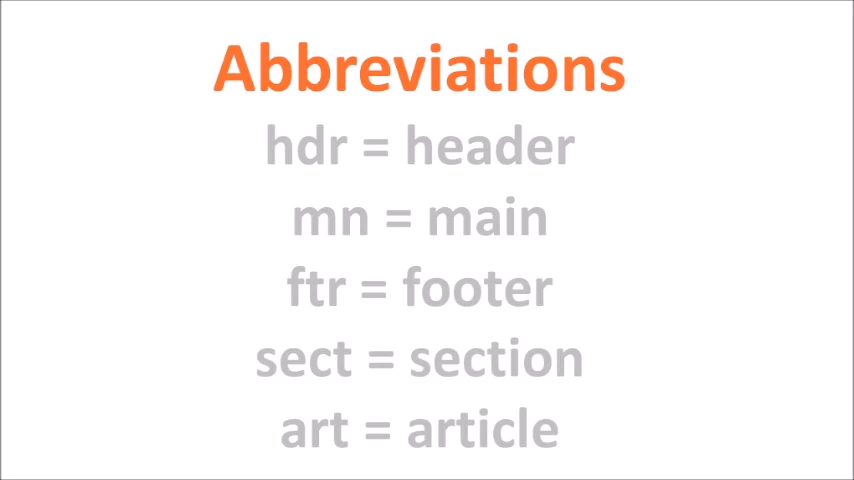 Abbreviations
hdr = header
mn = main
ftr = footer
sect = section
art = article